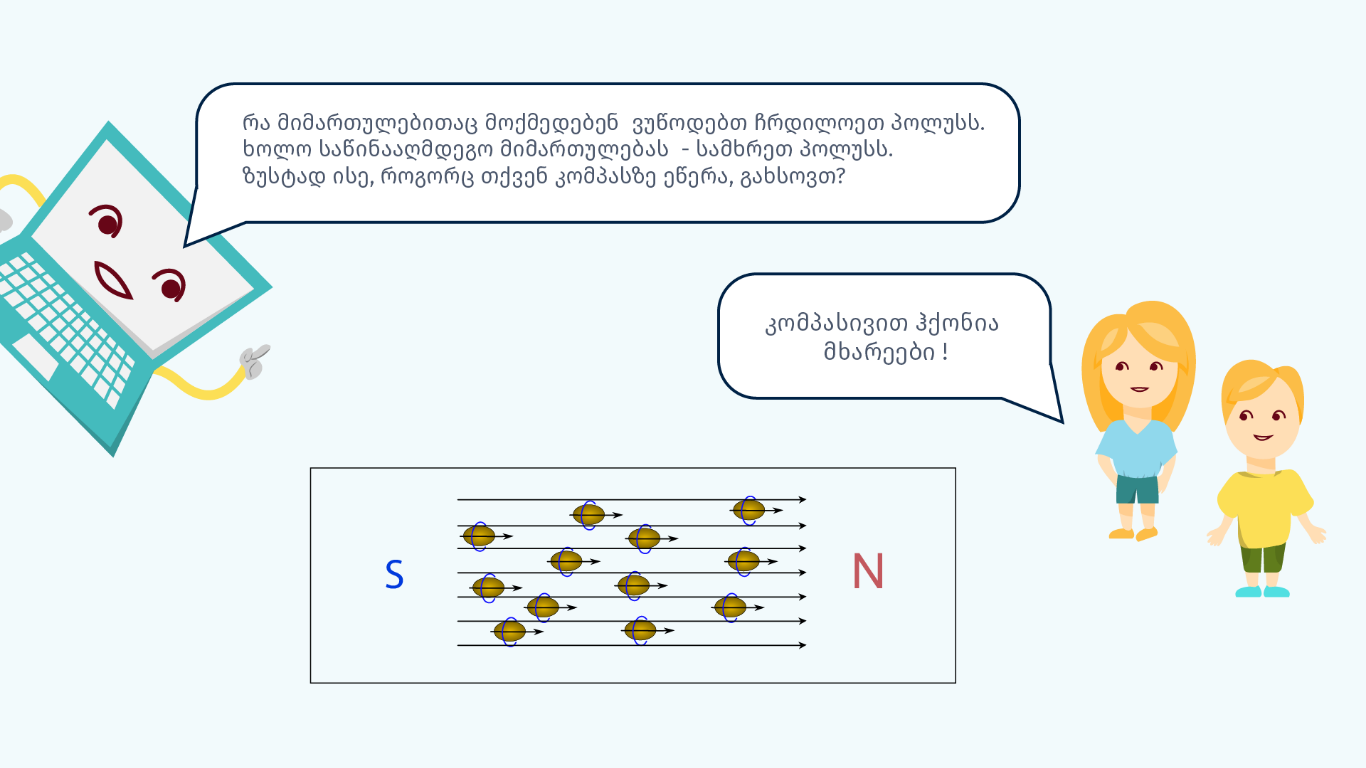 რა მიმართულებითაც მოქმედებენ  ვუწოდებთ ჩრდილოეთ პოლუსს.
ხოლო საწინააღმდეგო მიმართულებას  - სამხრეთ პოლუსს.
ზუსტად ისე, როგორც თქვენ კომპასზე ეწერა, გახსოვთ?
კომპასივით ჰქონია
მხარეები !
S
N